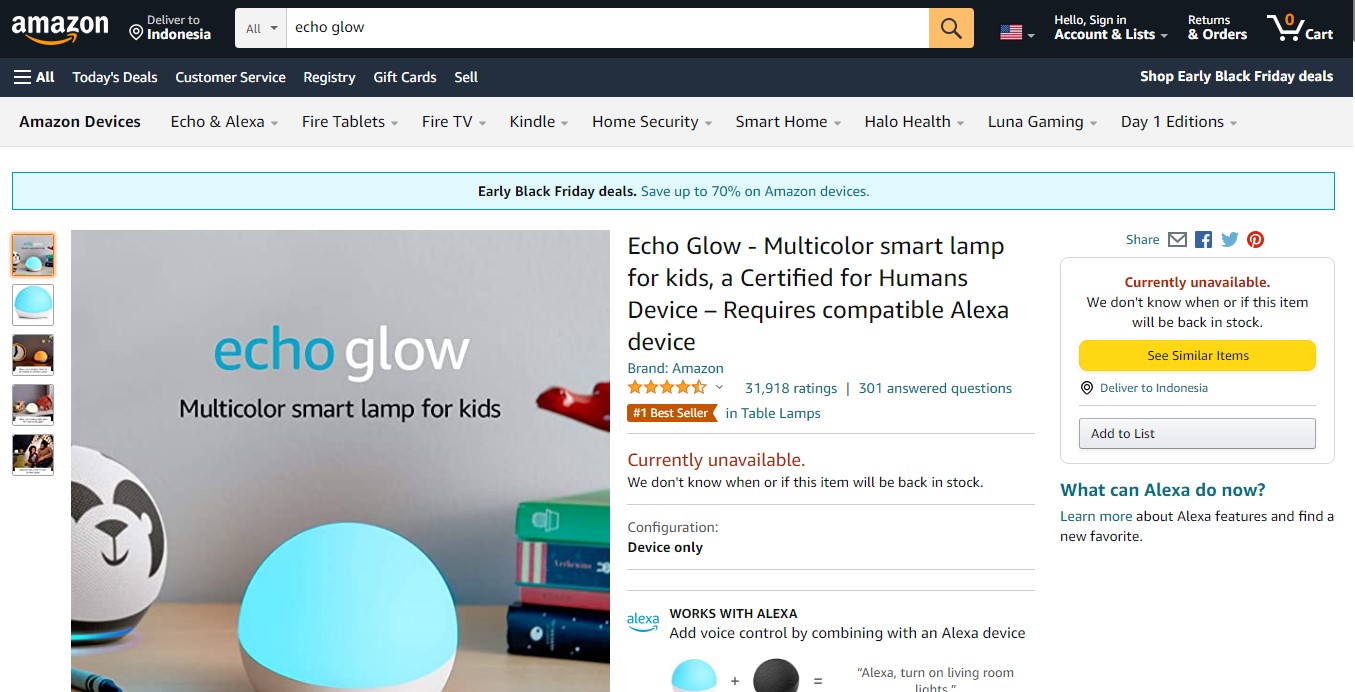 amazon
Deliver to
Indonesia
All
echo glow
Hello, Sign in
Account & Lists
Returns
& Orders
0
Cart
All
Today's Deals
Customer Service
Registry
Gift Cards
Sell
Shop Early Black Friday deals
Amazon Devices
Echo & Alexa
Fire Tablets
Fire TV
Kindle
Home Security
Smart Home
Halo Health
Luna Gaming
Day 1 Editions
Early Black Friday deals. Save up to 70% on Amazon devices.
echo glow
Multicolor smart lamp for kids
Echo Glow - Multicolor smart lamp
for kids, a Certified for Humans
Device – Requires compatible Alexa
device
Brand: Amazon
31,918 ratings | 301 answered questions
#1 Best Seller in Table Lamps
Currently unavailable.
We don't know when or if this item will be back in stock.
Configuration:
Device only
alexa
WORKS WITH ALEXA
Add voice control by combining with an Alexa device
+
=
“Alexa, turn on living room
lights.”
Share
Currently unavailable.
We don't know when or if this item
will be back in stock.
See Similar Items
Deliver to Indonesia
Add to List
What can Alexa do now?
Learn more about Alexa features and find a
new favorite.